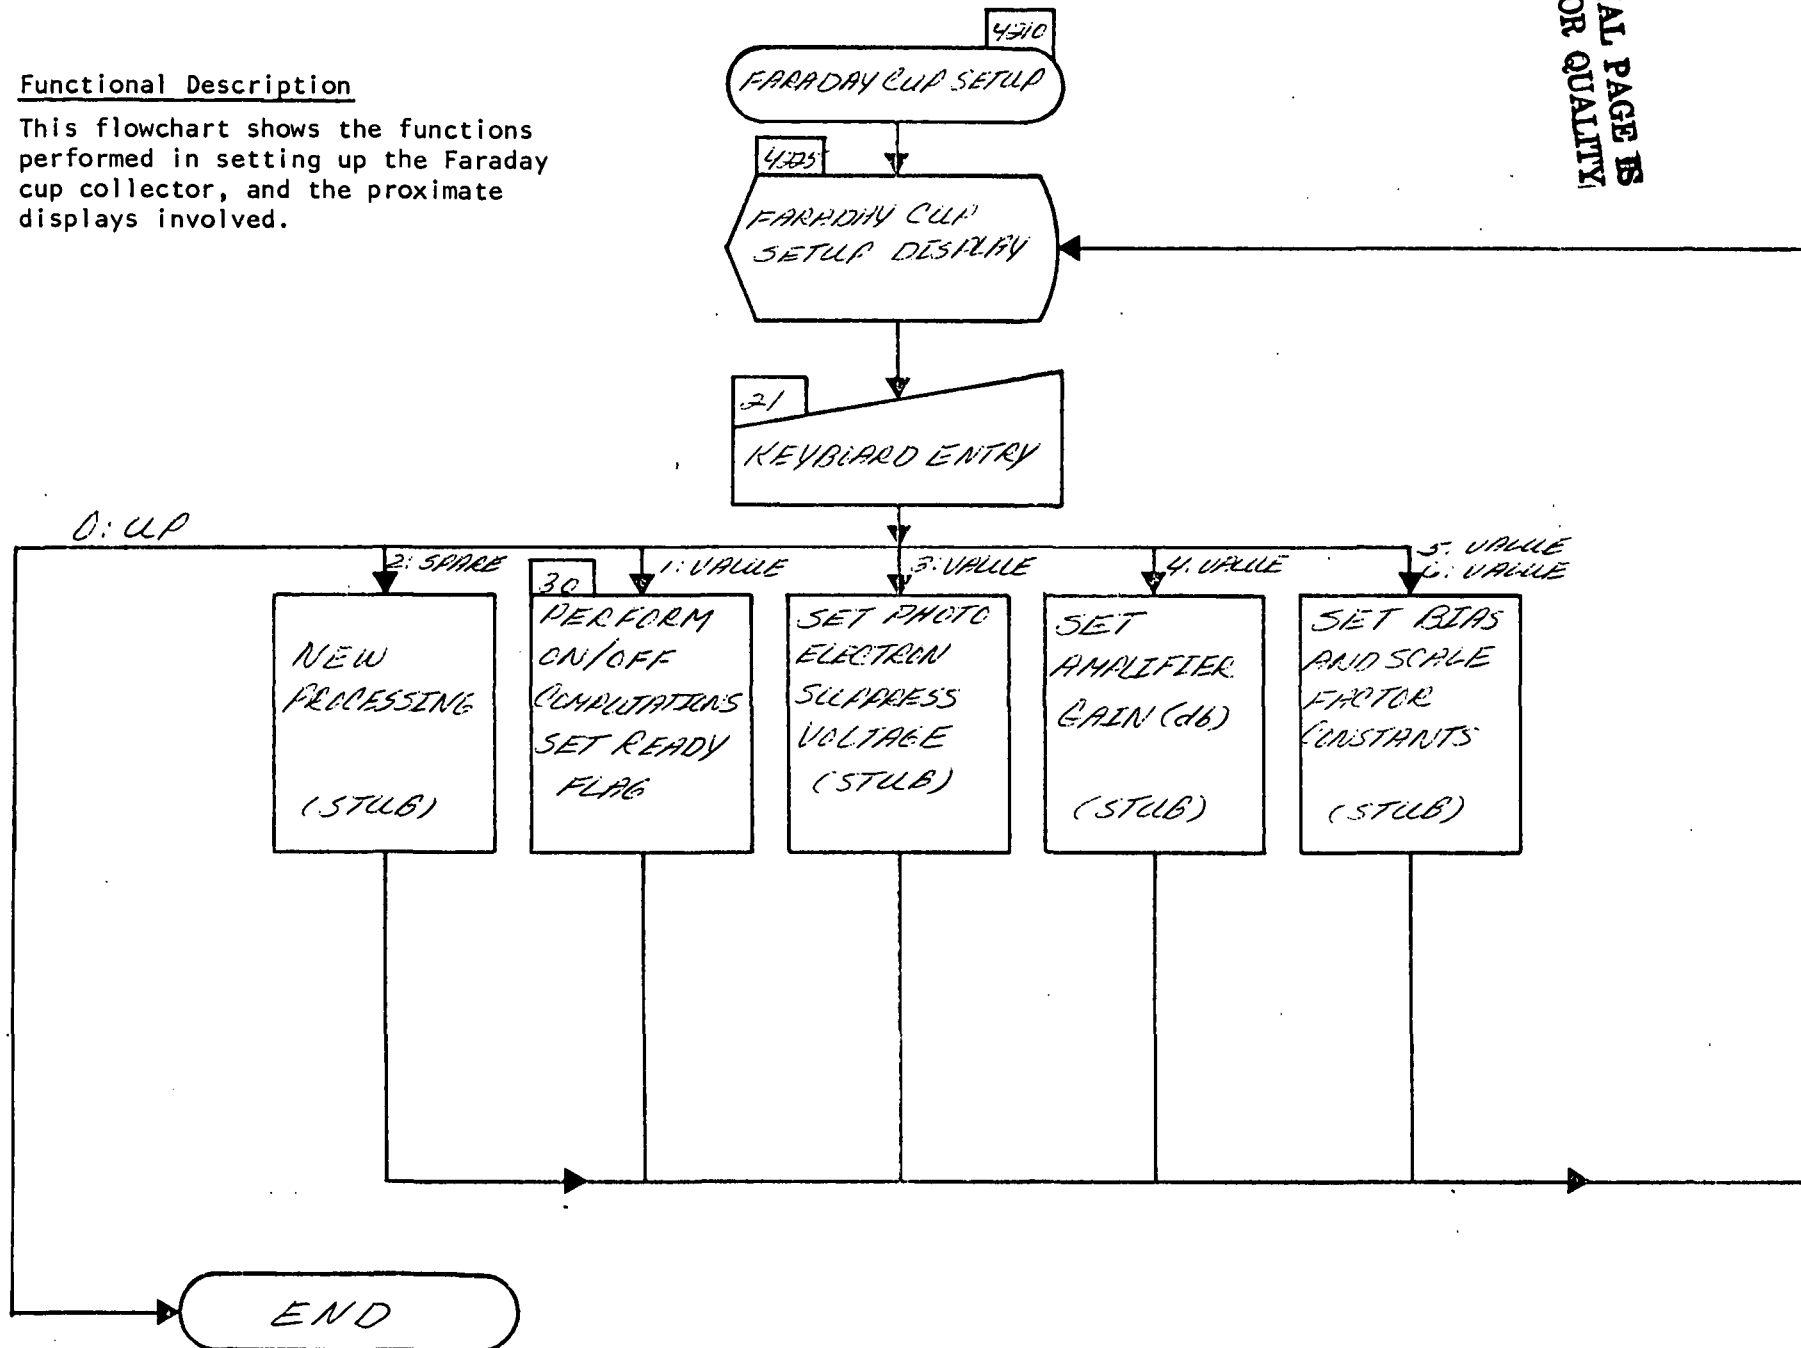 AL PAGE IS
OR QUALITY
Functional Description
This flowchart shows the functions
performed in setting up the Faraday
cup collector, and the proximate
displays involved.
4210
FARADAY CUP SETUP
4225
FARADAY CUP
SETUP DISPLAY
21
KEYBOARD ENTRY
0: UP
2: SPARE
1: VALUE
3: VALUE
4: VALUE
5: VALUE
6: VALUE
NEW
PROCESSING
(STUB)
30
PERFORM
ON/OFF
COMPUTATIONS
SET READY
FLAG
SET PHOTO
ELECTRON
SUPPRESS
VOLTAGE
(STUB)
SET
AMPLIFIER
GAIN (db)
(STUB)
SET BIAS
AND SCALE
FACTOR
CONSTANTS
(STUB)
END